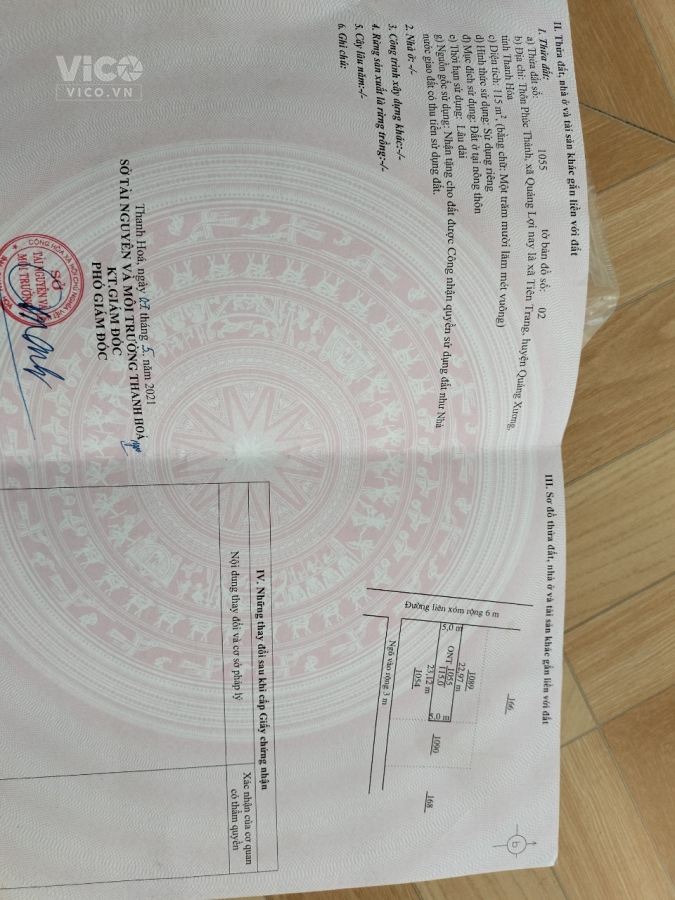 VICO
VICO.VN
II. Thửa đất, nhà ở và tài sản khác gắn liền với đất
1. Thửa đất:
a) Thửa đất số: 1055 tờ bản đồ số: 02
b) Địa chỉ: Thôn Phúc Thành, xã Quảng Lợi nay là xã Tiên Trang, huyện Quảng Xương,
tỉnh Thanh Hóa
c) Diện tích: 115 m², (bằng chữ: Một trăm mười lăm mét vuông)
d) Hình thức sử dụng: Sử dụng riêng
đ) Mục đích sử dụng: Đất ở tại nông thôn
e) Thời hạn sử dụng: Lâu dài
g) Nguồn gốc sử dụng: Nhận tặng cho đất được Công nhận quyền sử dụng đất như Nhà
nước giao đất có thu tiền sử dụng đất.
2. Nhà ở: -/-
3. Công trình xây dựng khác:-/-
4. Rừng sản xuất là rừng trồng:-/-
5. Cây lâu năm:-/-
6. Ghi chú:
Thanh Hoá, ngày 07 tháng 5 năm 2021
SỞ TÀI NGUYÊN VÀ MÔI TRƯỜNG THANH HOÁ
KT.GIÁM ĐỐC
PHÓ GIÁM ĐỐC
SỞ
TÀI NGUYÊN VÀ
MÔI TRƯỜNG
III. Sơ đồ thửa đất, nhà ở và tài sản khác gắn liền với đất
166
Đường liên xóm rộng 6 m
1089
22,97 m
5,0 m
ONT 1055
115,0
5,0 m
23,12 m
1054
1090
168
Ngõ vào rộng 3 m
IV. Những thay đổi sau khi cấp Giấy chứng nhận
Nội dung thay đổi và cơ sở pháp lý
Xác nhận của cơ quan
có thẩm quyền